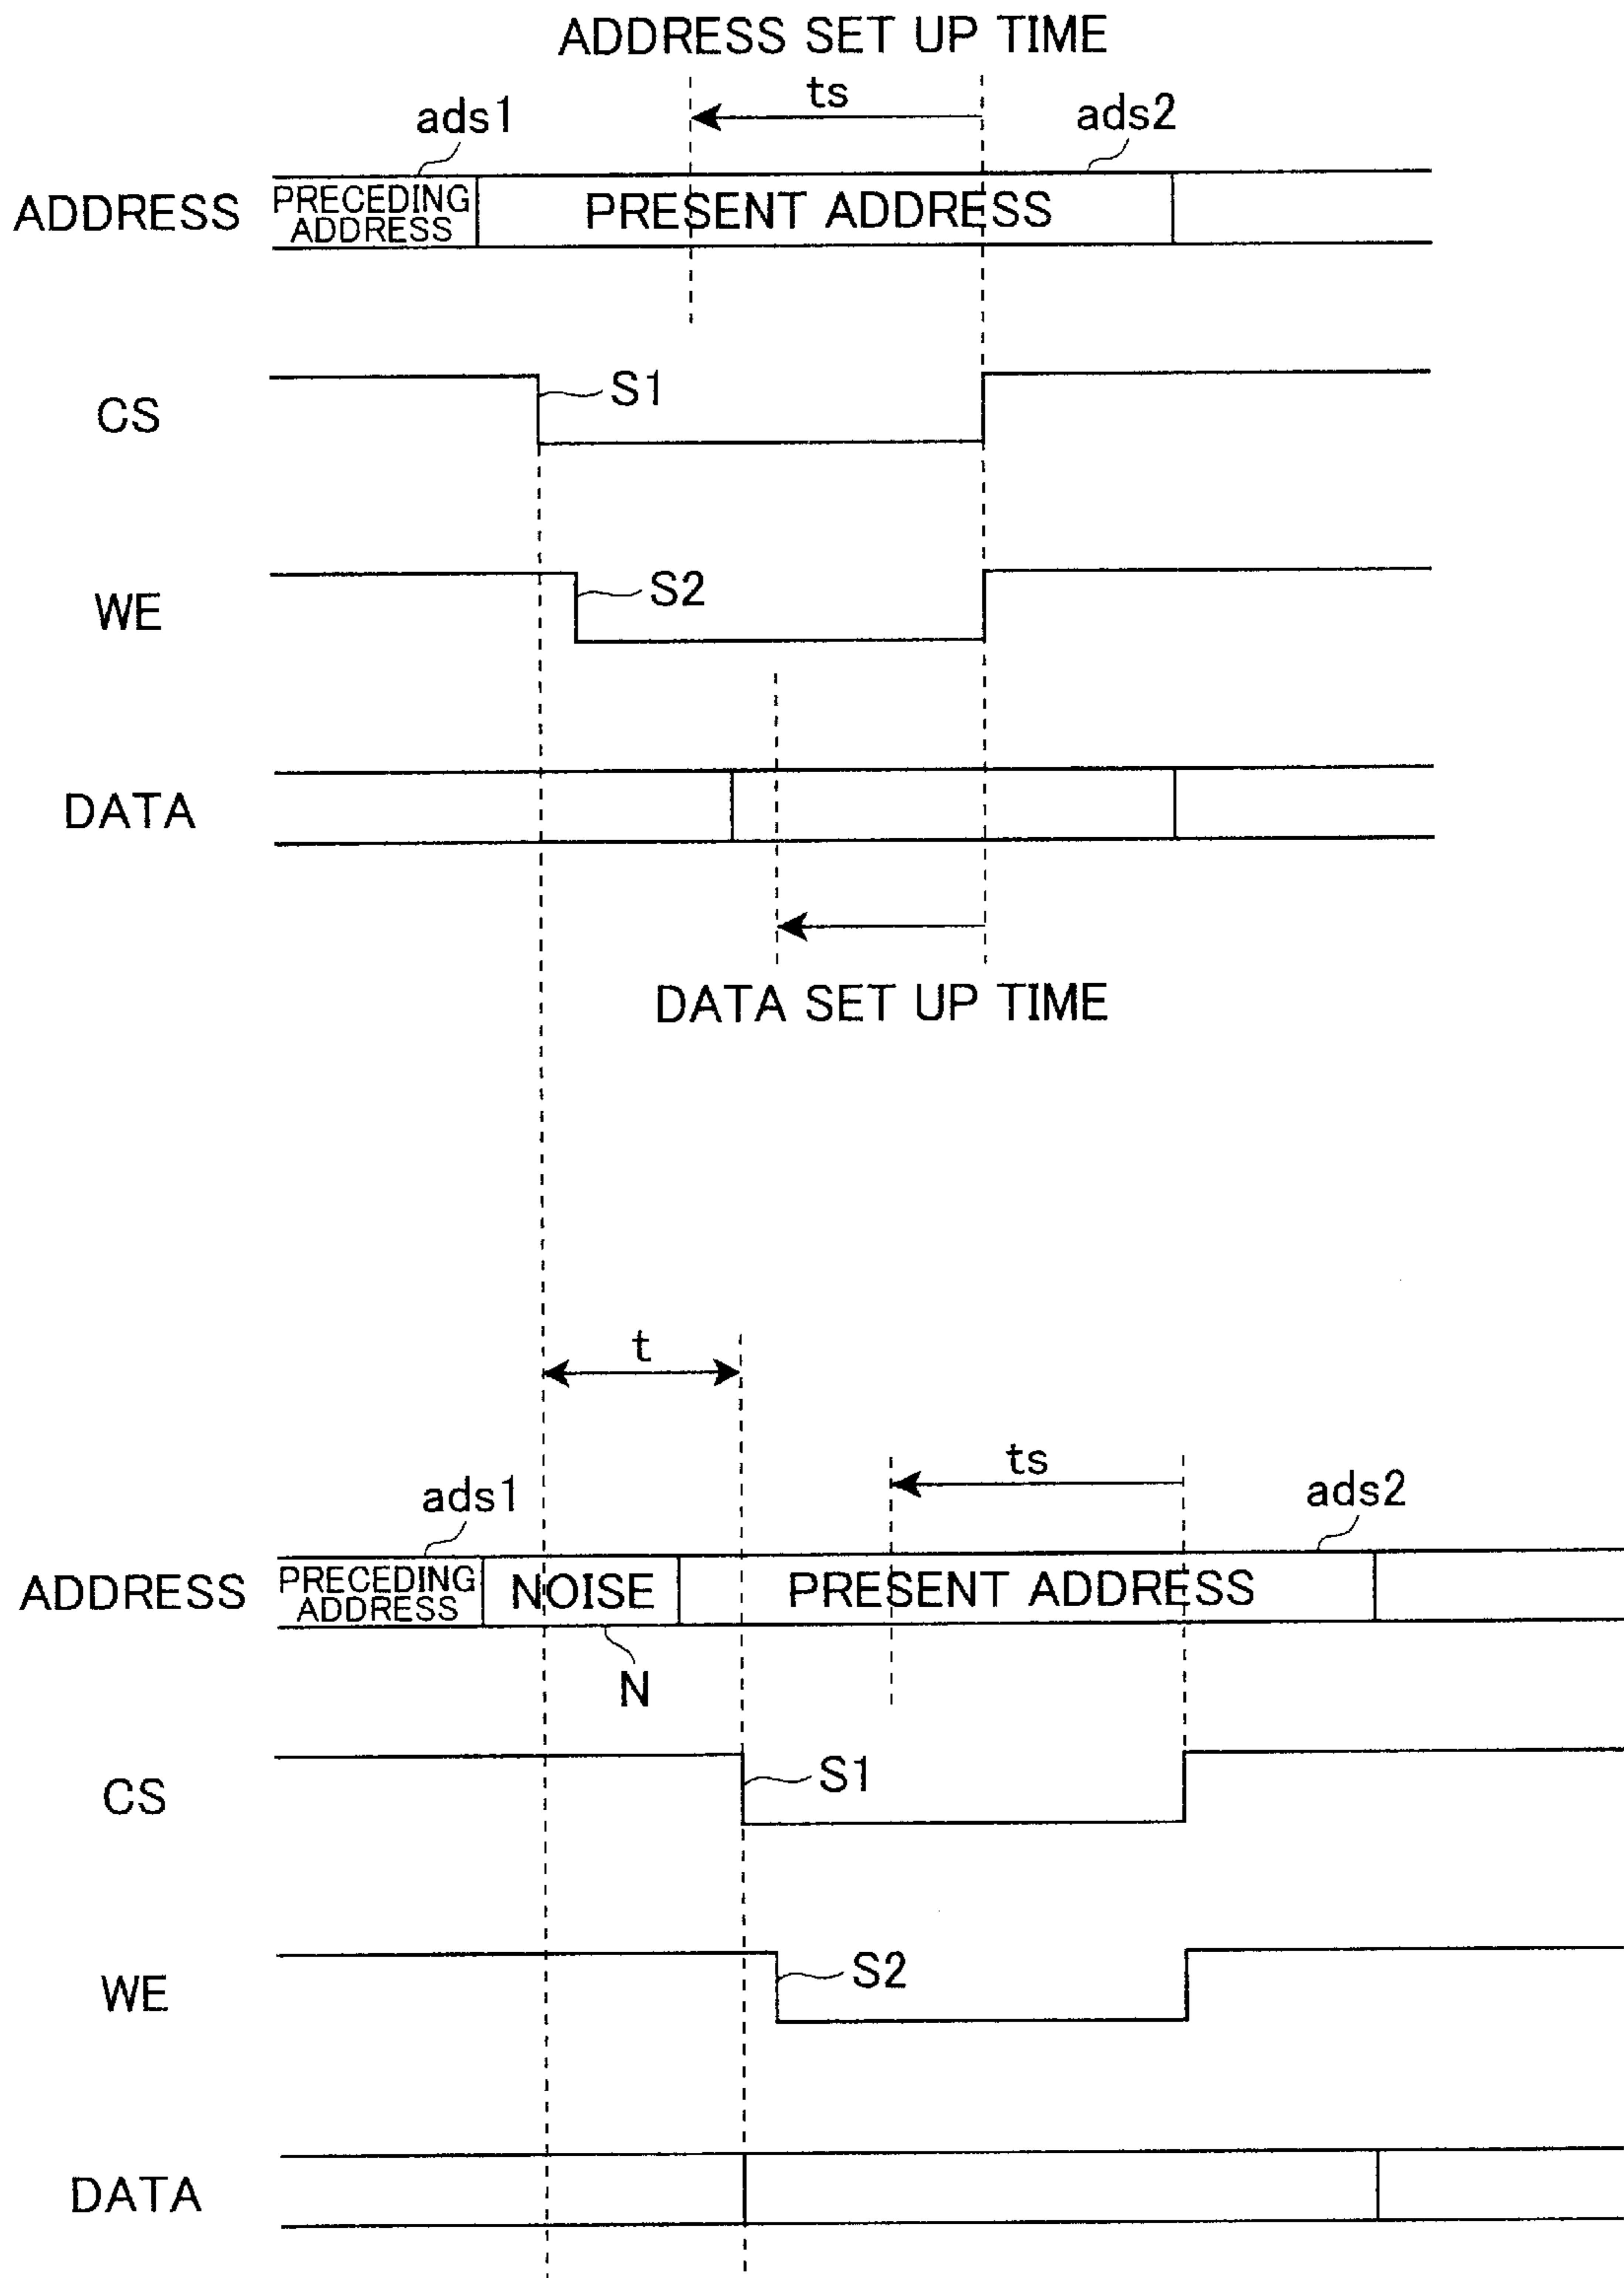 ADDRESS SET UP TIME
ts
ads1
ads2
ADDRESS
PRECEDING
ADDRESS
PRESENT ADDRESS
CS
S1
WE
S2
DATA
DATA SET UP TIME
t
ts
ads1
ads2
ADDRESS
PRECEDING
ADDRESS
NOISE
PRESENT ADDRESS
N
CS
S1
WE
S2
DATA